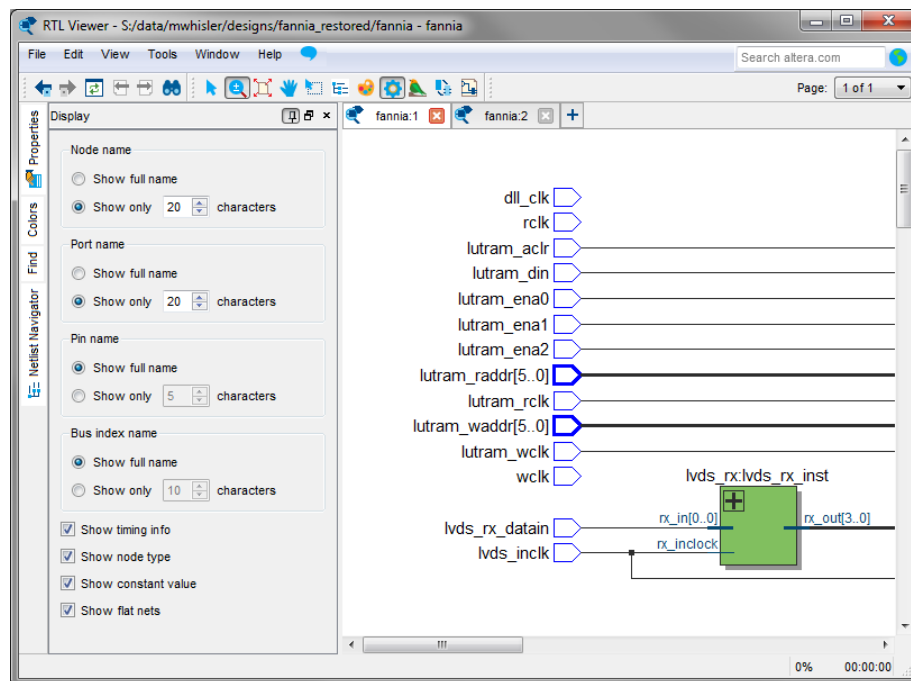 RTL Viewer - S:/data/mwhisler/designs/fannia_restored/fannia - fannia
File Edit View Tools Window Help
Search altera.com
Page: 1 of 1
Properties
Colors
Find
Netlist Navigator
Display
Node name
Show full name
Show only 20 characters
Port name
Show full name
Show only 20 characters
Pin name
Show full name
Show only 5 characters
Bus index name
Show full name
Show only 10 characters
Show timing info
Show node type
Show constant value
Show flat nets
fannia:1 fannia:2
dll_clk
rclk
lutram_aclr
lutram_din
lutram_ena0
lutram_ena1
lutram_ena2
lutram_raddr[5..0]
lutram_rclk
lutram_waddr[5..0]
lutram_wclk
wclk
lvds_rx:lvds_rx_inst
lvds_rx_datain
rx_in[0..0] rx_out[3..0]
lvds_inclk
rx_inclock
0% 00:00:00